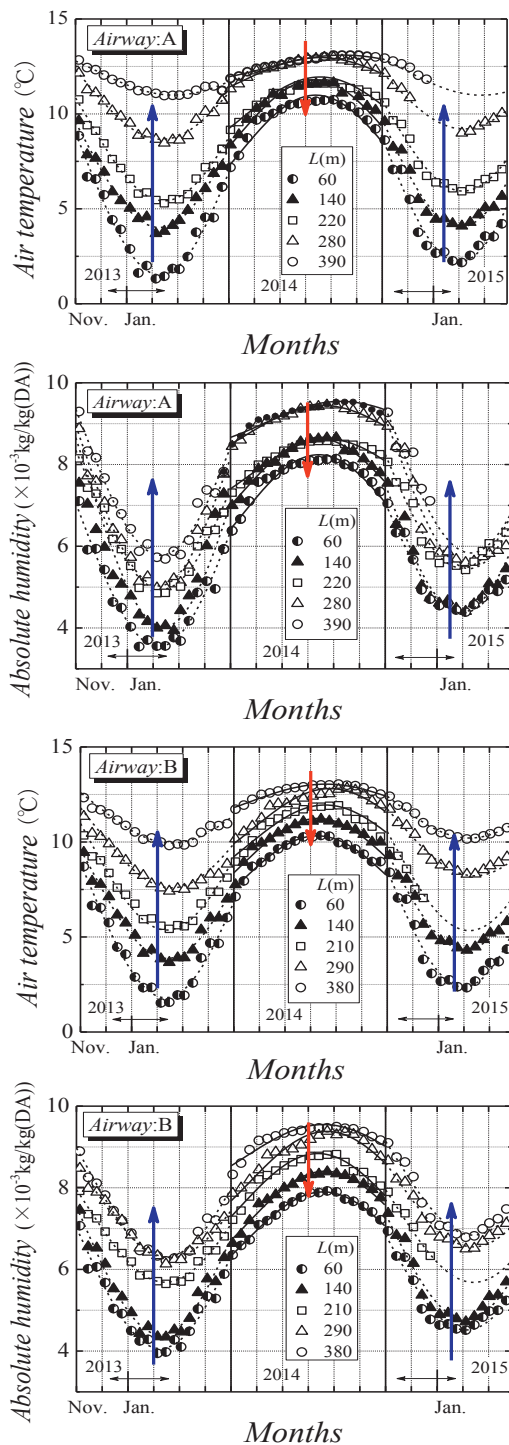 15
Airway:A
10
5
0
Air temperature (℃)
L(m)
60
140
220
280
390
2013
2014
2015
Nov. Jan.
Jan.
Months
10
Airway:A
8
6
4
Absolute humidity (×10⁻³kg/kg(DA))
L(m)
60
140
220
280
390
2013
2014
2015
Nov. Jan.
Jan.
Months
15
Airway:B
10
5
0
Air temperature (℃)
L(m)
60
140
210
290
380
2013
2014
2015
Nov. Jan.
Jan.
Months
10
Airway:B
8
6
4
Absolute humidity (×10⁻³kg/kg(DA))
L(m)
60
140
210
290
380
2013
2014
2015
Nov. Jan.
Jan.
Months